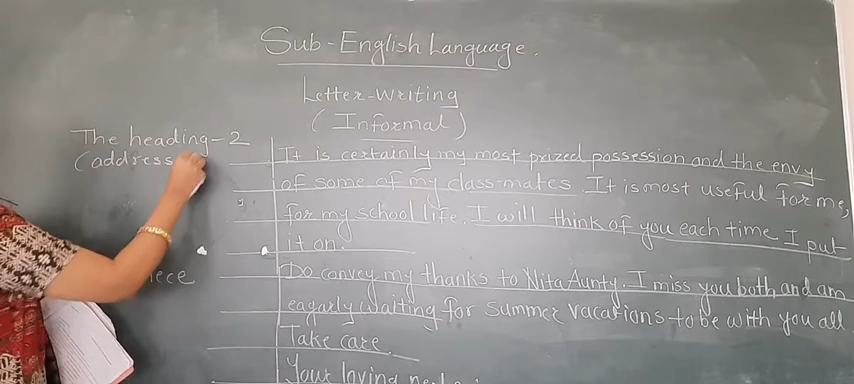 Sub-English Language.
Letter-Writing
(Informal)
The heading-2
(address
iece
It is certainly my most prized possession and the envy
of some of my class-mates. It is most useful for me,
for my school life. I will think of you each time I put
it on.
Do convey my thanks to Nita Aunty. I miss you both and am
eagarly waiting for summer vacations to be with you all.
Take care.
Your loving